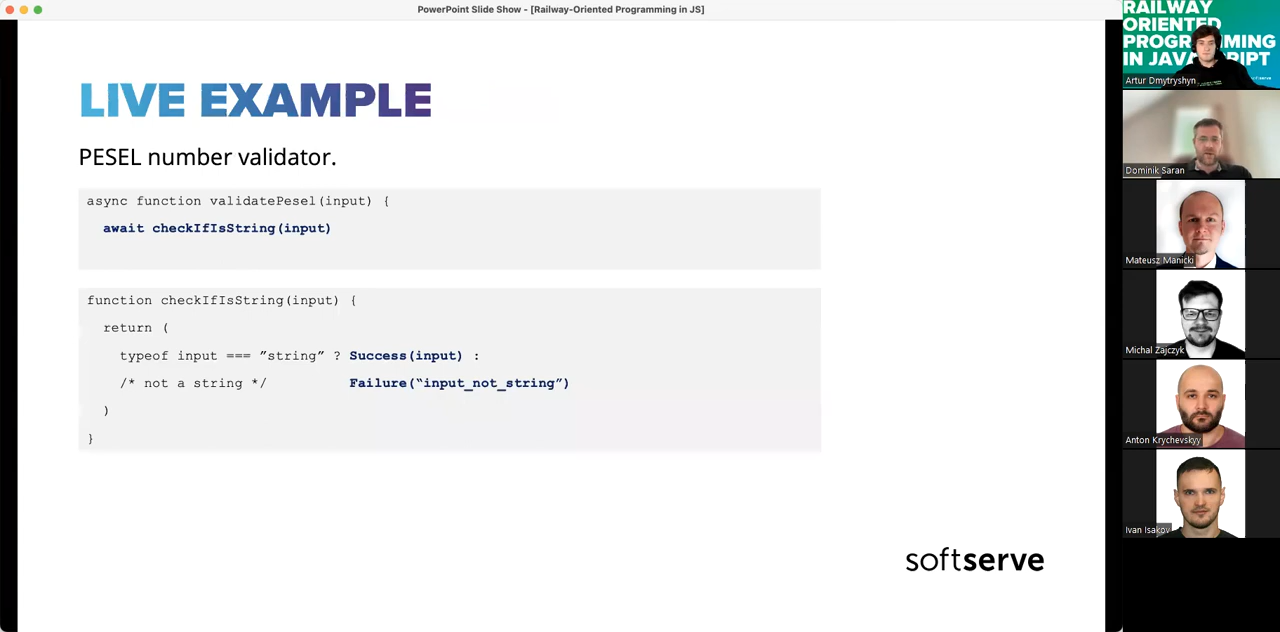 PowerPoint Slide Show - [Railway-Oriented Programming in JS]
LIVE EXAMPLE
PESEL number validator.
async function validatePesel(input) {
await checkIfIsString(input)
function checkIfIsString(input) {
return (
typeof input === ”string” ? Success(input) :
/* not a string */ Failure(“input_not_string”)
)
}
softserve
RAILWAY
ORIENTED
PROGRAMMING
IN JAVASCRIPT
Artur Dmytryshyn
Dominik Saran
Mateusz Manicki
Michal Zajczyk
Anton Krychevskyy
Ivan Isakov